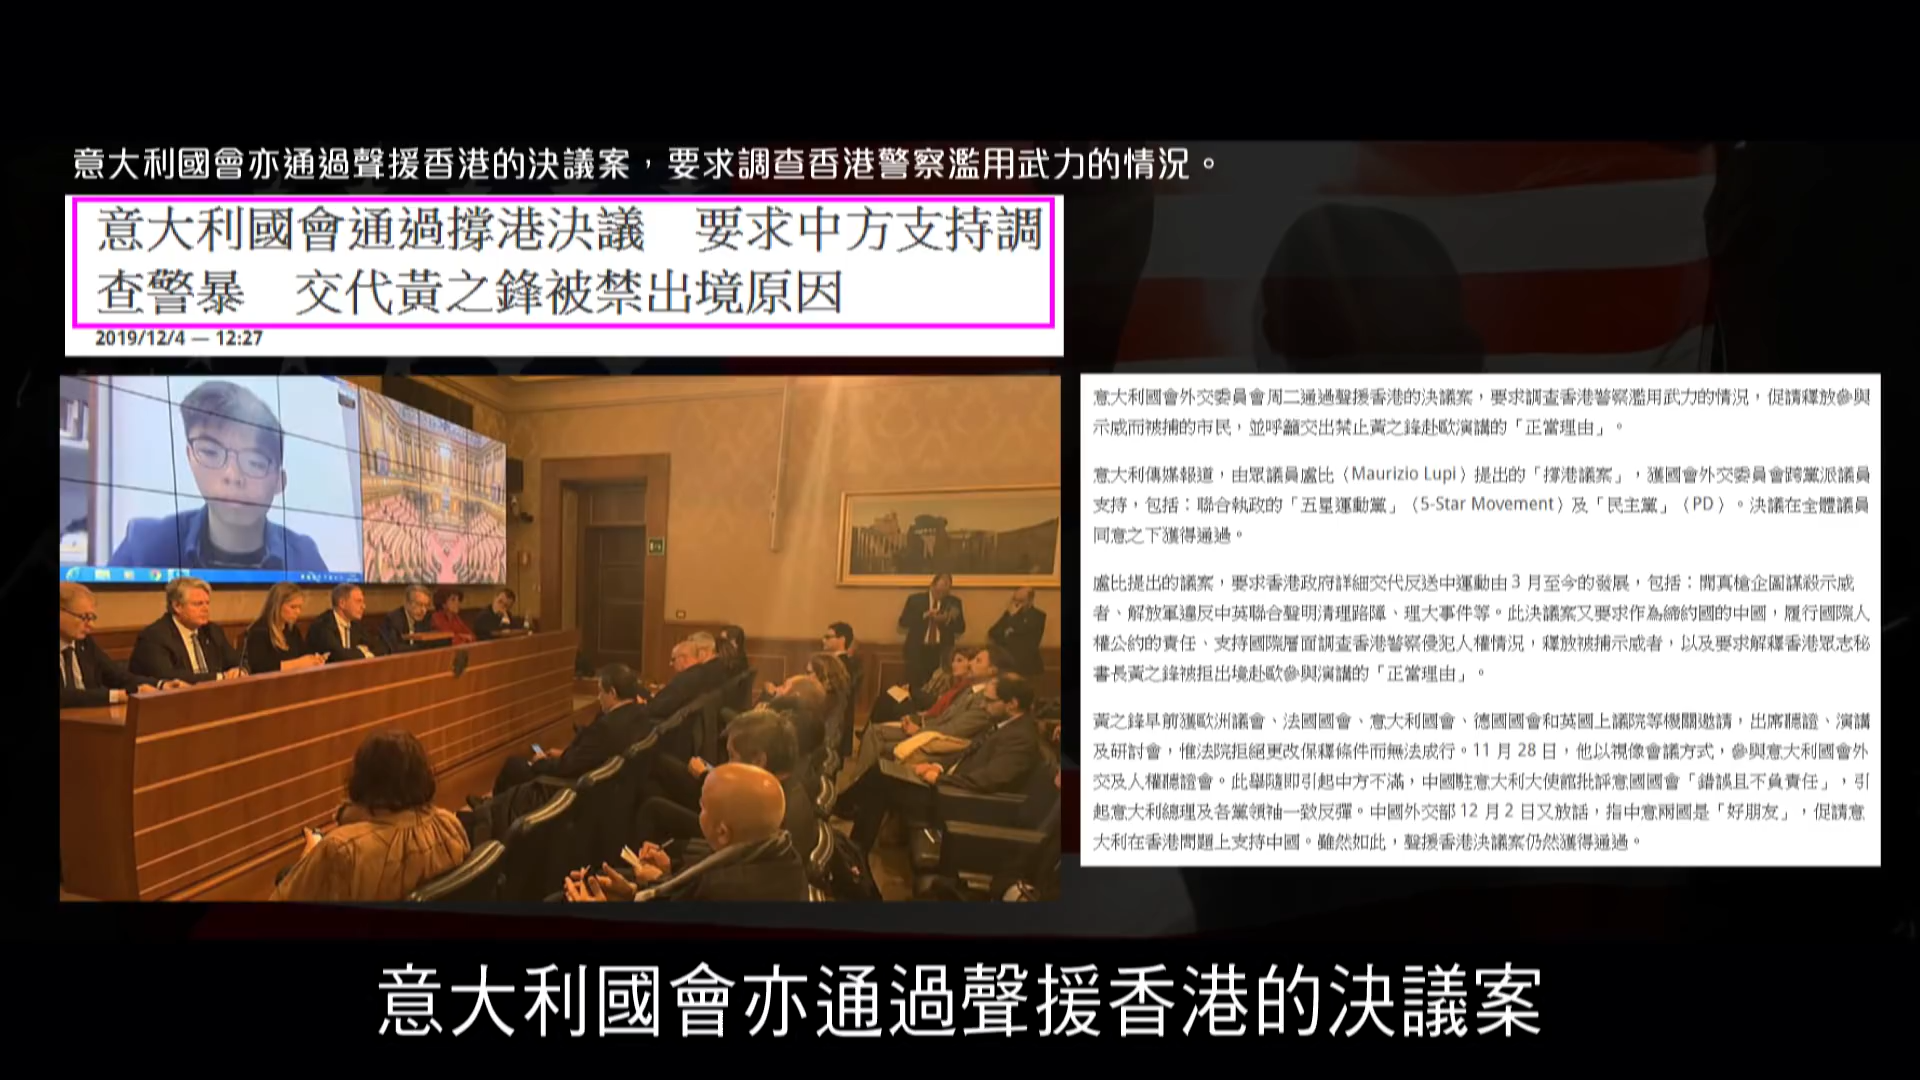 意大利國會亦通過聲援香港的決議案，要求調查香港警察濫用武力的情況。
意大利國會通過撐港決議　要求中方支持調
查警暴　交代黃之鋒被禁出境原因
2019/12/4 — 12:27
意大利國會外交委員會周二通過聲援香港的決議案，要求調查香港警察濫用武力的情況，促請釋放參與
示威而被捕的市民，並呼籲交出禁止黃之鋒赴歐演講的「正當理由」。
意大利傳媒報道，由眾議員盧比（Maurizio Lupi）提出的「撐港議案」，獲國會外交委員會跨黨派議員
支持，包括：聯合執政的「五星運動黨」（5-Star Movement）及「民主黨」（PD）。決議在全體議員
同意之下獲得通過。
盧比提出的議案，要求香港政府詳細交代反送中運動由 3 月至今的發展，包括：開真槍企圖謀殺示威
者、解放軍違反中英聯合聲明清理路障、理大事件等。此決議案又要求作為締約國的中國，履行國際人
權公約的責任、支持國際層面調查香港警察侵犯人權情況，釋放被捕示威者，以及要求解釋香港眾志秘
書長黃之鋒被拒出境赴歐參與演講的「正當理由」。
黃之鋒早前獲歐洲議會、法國國會、意大利國會、德國國會和英國上議院等機關邀請，出席聽證、演講
及研討會，惟法院拒絕更改保釋條件而無法成行。11 月 28 日，他以視像會議方式，參與意大利國會外
交及人權聽證會。此舉隨即引起中方不滿，中國駐意大利大使館批評意國國會「錯誤且不負責任」，引
起意大利總理及各黨領袖一致反彈。中國外交部 12 月 2 日又放話，指中意兩國是「好朋友」，促請意
大利在香港問題上支持中國。雖然如此，聲援香港決議案仍然獲得通過。
意大利國會亦通過聲援香港的決議案